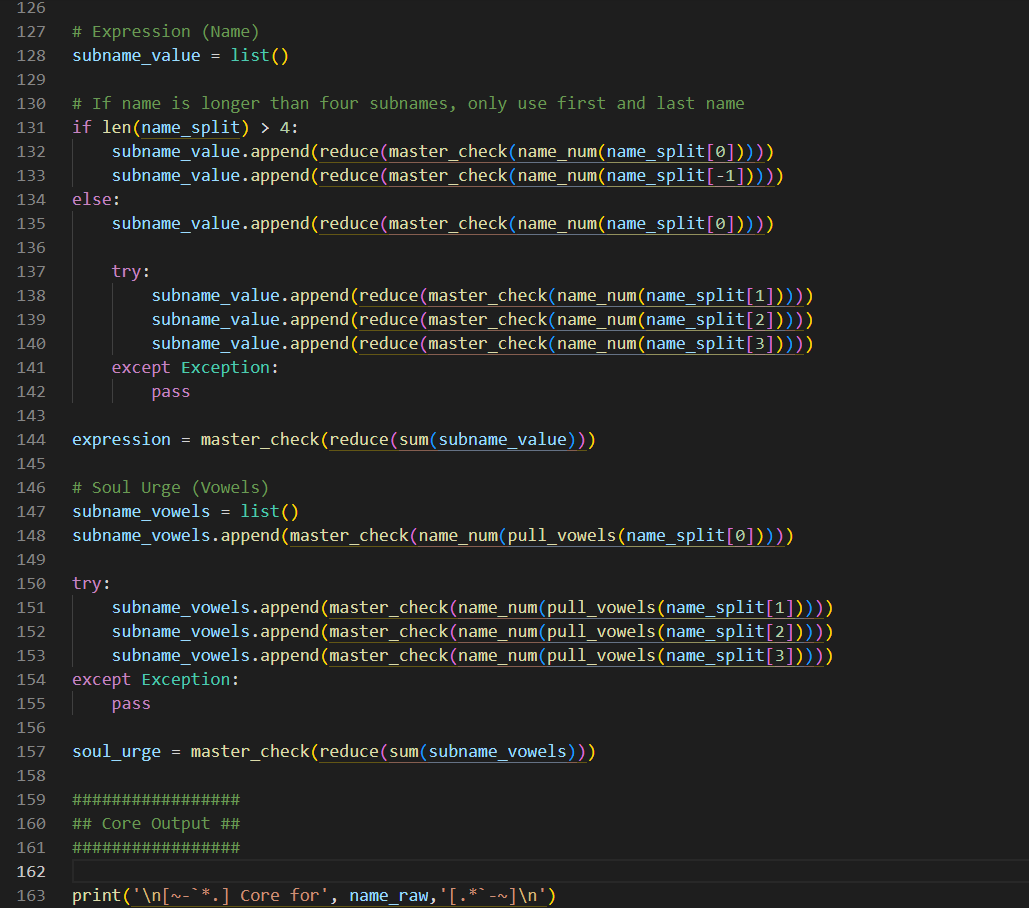 126
127 # Expression (Name)
128 subname_value = list()
129
130 # If name is longer than four subnames, only use first and last name
131 if len(name_split) > 4:
132     subname_value.append(reduce(master_check(name_num(name_split[0]))))
133     subname_value.append(reduce(master_check(name_num(name_split[-1]))))
134 else:
135     subname_value.append(reduce(master_check(name_num(name_split[0]))))
136
137     try:
138         subname_value.append(reduce(master_check(name_num(name_split[1]))))
139         subname_value.append(reduce(master_check(name_num(name_split[2]))))
140         subname_value.append(reduce(master_check(name_num(name_split[3]))))
141     except Exception:
142         pass
143
144 expression = master_check(reduce(sum(subname_value)))
145
146 # Soul Urge (Vowels)
147 subname_vowels = list()
148 subname_vowels.append(master_check(name_num(pull_vowels(name_split[0]))))
149
150 try:
151     subname_vowels.append(master_check(name_num(pull_vowels(name_split[1]))))
152     subname_vowels.append(master_check(name_num(pull_vowels(name_split[2]))))
153     subname_vowels.append(master_check(name_num(pull_vowels(name_split[3]))))
154 except Exception:
155     pass
156
157 soul_urge = master_check(reduce(sum(subname_vowels)))
158
159 #################
160 ## Core Output ##
161 #################
162
163 print('\n[~-`*.] Core for', name_raw,'[.*`-~]\n')